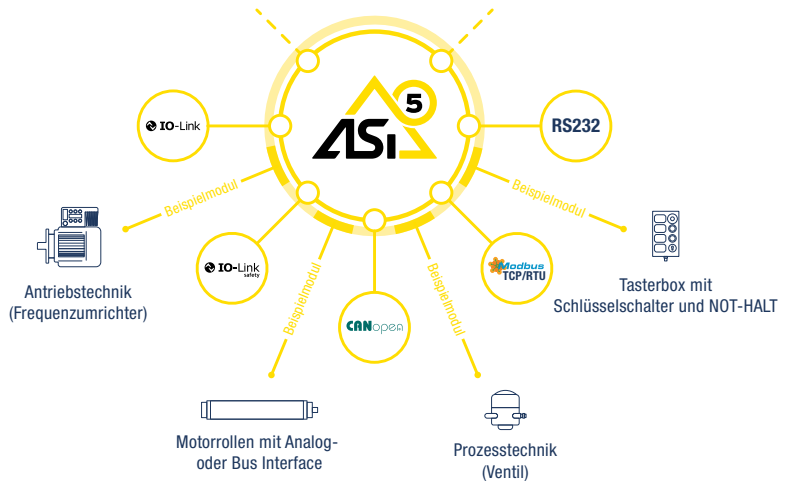 5
ASi
IO-Link
RS232
Beispielmodul
Beispielmodul
IO-Link
safety
Modbus
TCP/RTU
Beispielmodul
Beispielmodul
CANopen
Antriebstechnik
(Frequenzumrichter)
Tasterbox mit
Schlüsselschalter und NOT-HALT
Motorrollen mit Analog-
oder Bus Interface
Prozesstechnik
(Ventil)